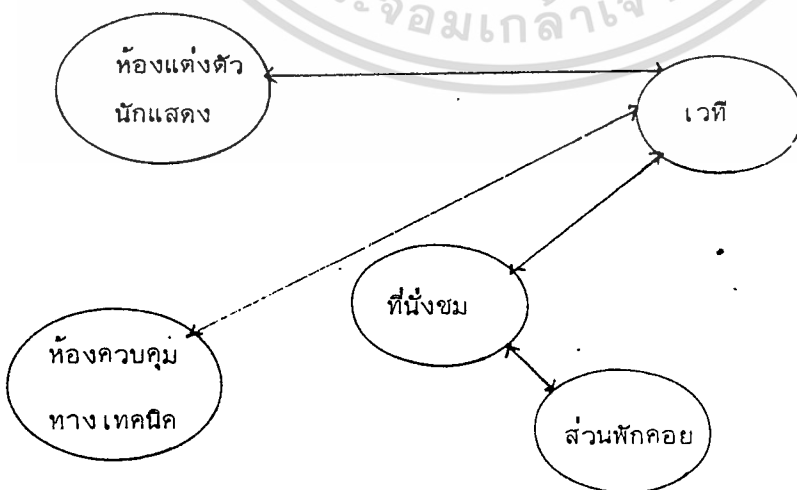 ห้องแต่งตัว
นักแสดง
เวที
ที่นั่งชม
ห้องควบคุม
ทางเทคนิค
ส่วนพักคอย